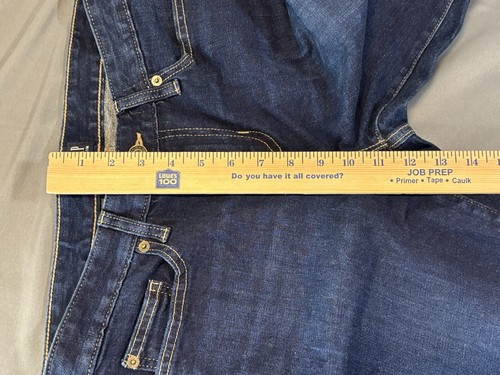 1 2 3 4 5 6 7 8 9 10 11 12 13 14
LOWE'S
100
Do you have it all covered?
JOB PREP
• Primer • Tape • Caulk